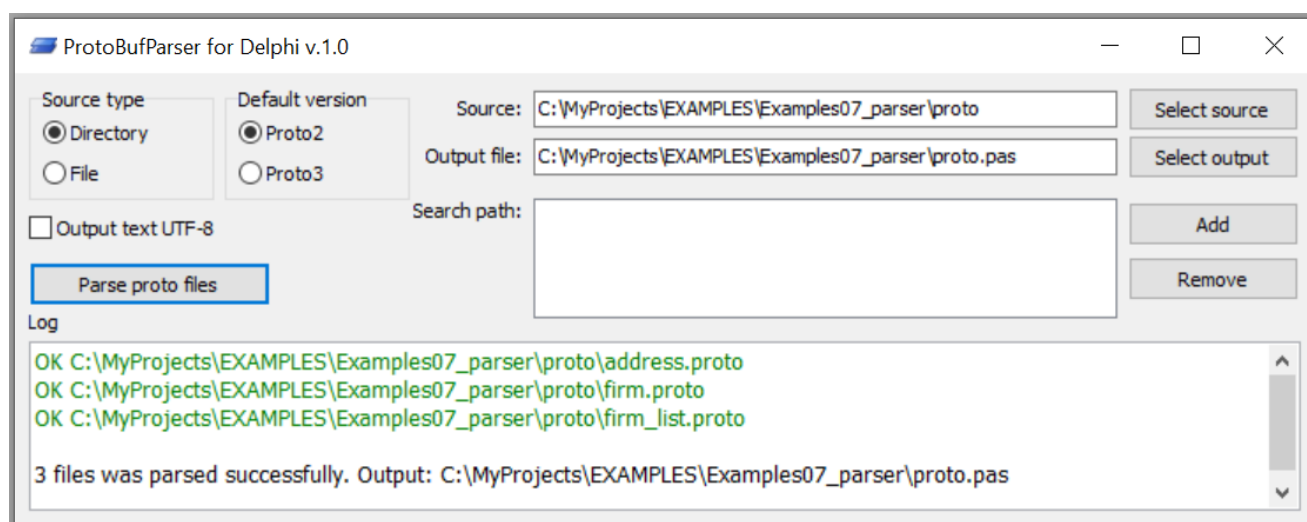 ProtoBufParser for Delphi v.1.0
Source type
Directory
File
Default version
Proto2
Proto3
Source: C:\MyProjects\EXAMPLES\Examples07_parser\proto Select source
Output file: C:\MyProjects\EXAMPLES\Examples07_parser\proto.pas Select output
Output text UTF-8
Search path:
Add
Remove
Parse proto files
Log
OK C:\MyProjects\EXAMPLES\Examples07_parser\proto\address.proto
OK C:\MyProjects\EXAMPLES\Examples07_parser\proto\firm.proto
OK C:\MyProjects\EXAMPLES\Examples07_parser\proto\firm_list.proto
3 files was parsed successfully. Output: C:\MyProjects\EXAMPLES\Examples07_parser\proto.pas